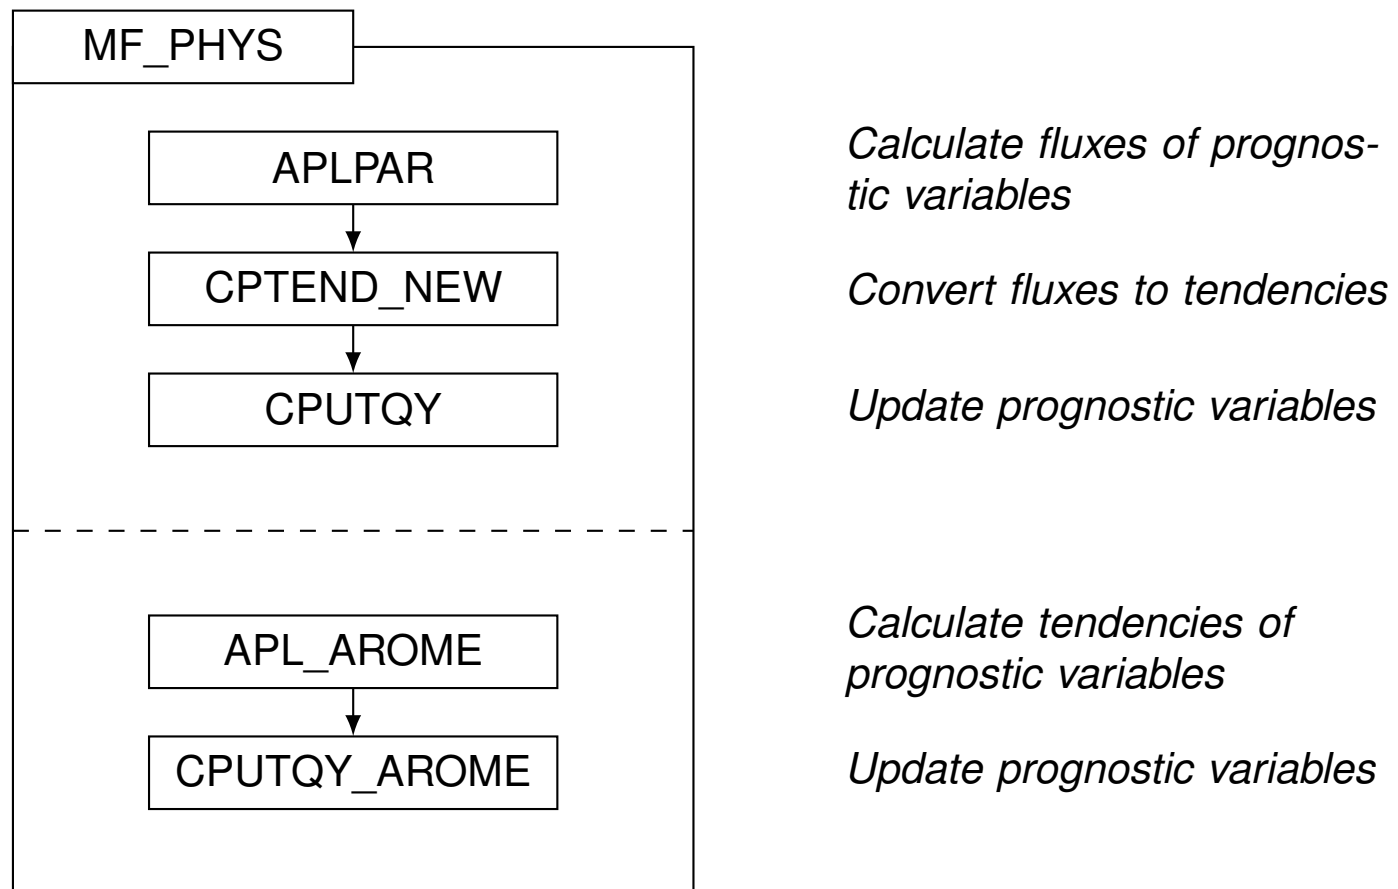 MF_PHYS
APLPAR
Calculate fluxes of prognos-
tic variables
CPTEND_NEW
Convert fluxes to tendencies
CPUTQY
Update prognostic variables
APL_AROME
Calculate tendencies of
prognostic variables
CPUTQY_AROME
Update prognostic variables